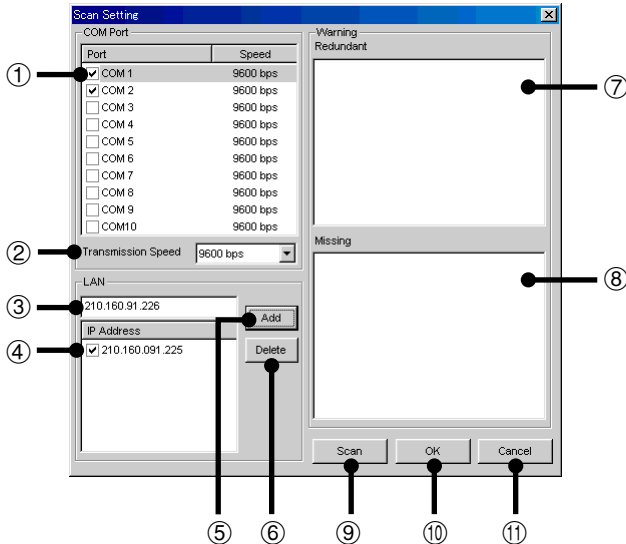 Scan Setting
COM Port
Port Speed
① COM 1 9600 bps
COM 2 9600 bps
COM 3 9600 bps
COM 4 9600 bps
COM 5 9600 bps
COM 6 9600 bps
COM 7 9600 bps
COM 8 9600 bps
COM 9 9600 bps
COM10 9600 bps
② Transmission Speed 9600 bps
LAN
③ 210.160.91.226
IP Address
④ 210.160.091.225
Add
Delete
⑤ ⑥
Warning
Redundant
⑦
Missing
⑧
Scan OK Cancel
⑨ ⑩ ⑪